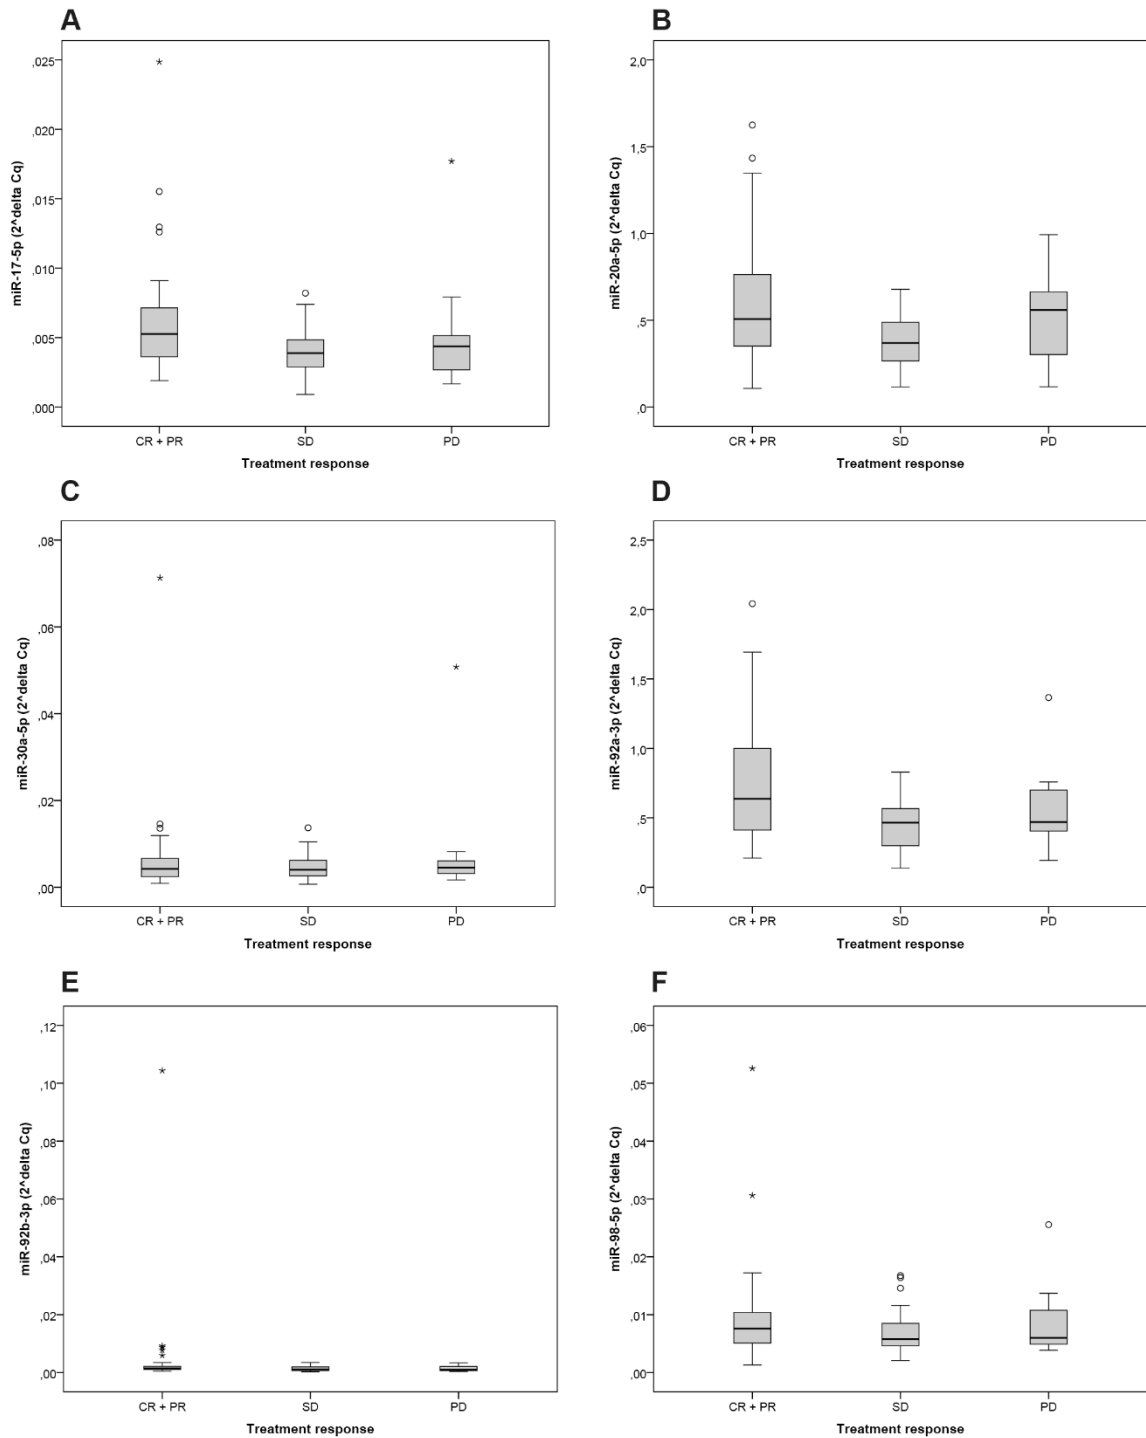 A
miR-17-5p (2^delta Cq)
,025
,020
,015
,010
,005
,000
CR + PR SD PD
Treatment response
B
miR-20a-5p (2^delta Cq)
2,0
1,5
1,0
,5
,0
CR + PR SD PD
Treatment response
C
miR-30a-5p (2^delta Cq)
,08
,06
,04
,02
,00
CR + PR SD PD
Treatment response
D
miR-92a-3p (2^delta Cq)
2,5
2,0
1,5
1,0
,5
,0
CR + PR SD PD
Treatment response
E
miR-92b-3p (2^delta Cq)
,12
,10
,08
,06
,04
,02
,00
CR + PR SD PD
Treatment response
F
miR-98-5p (2^delta Cq)
,06
,05
,04
,03
,02
,01
,00
CR + PR SD PD
Treatment response